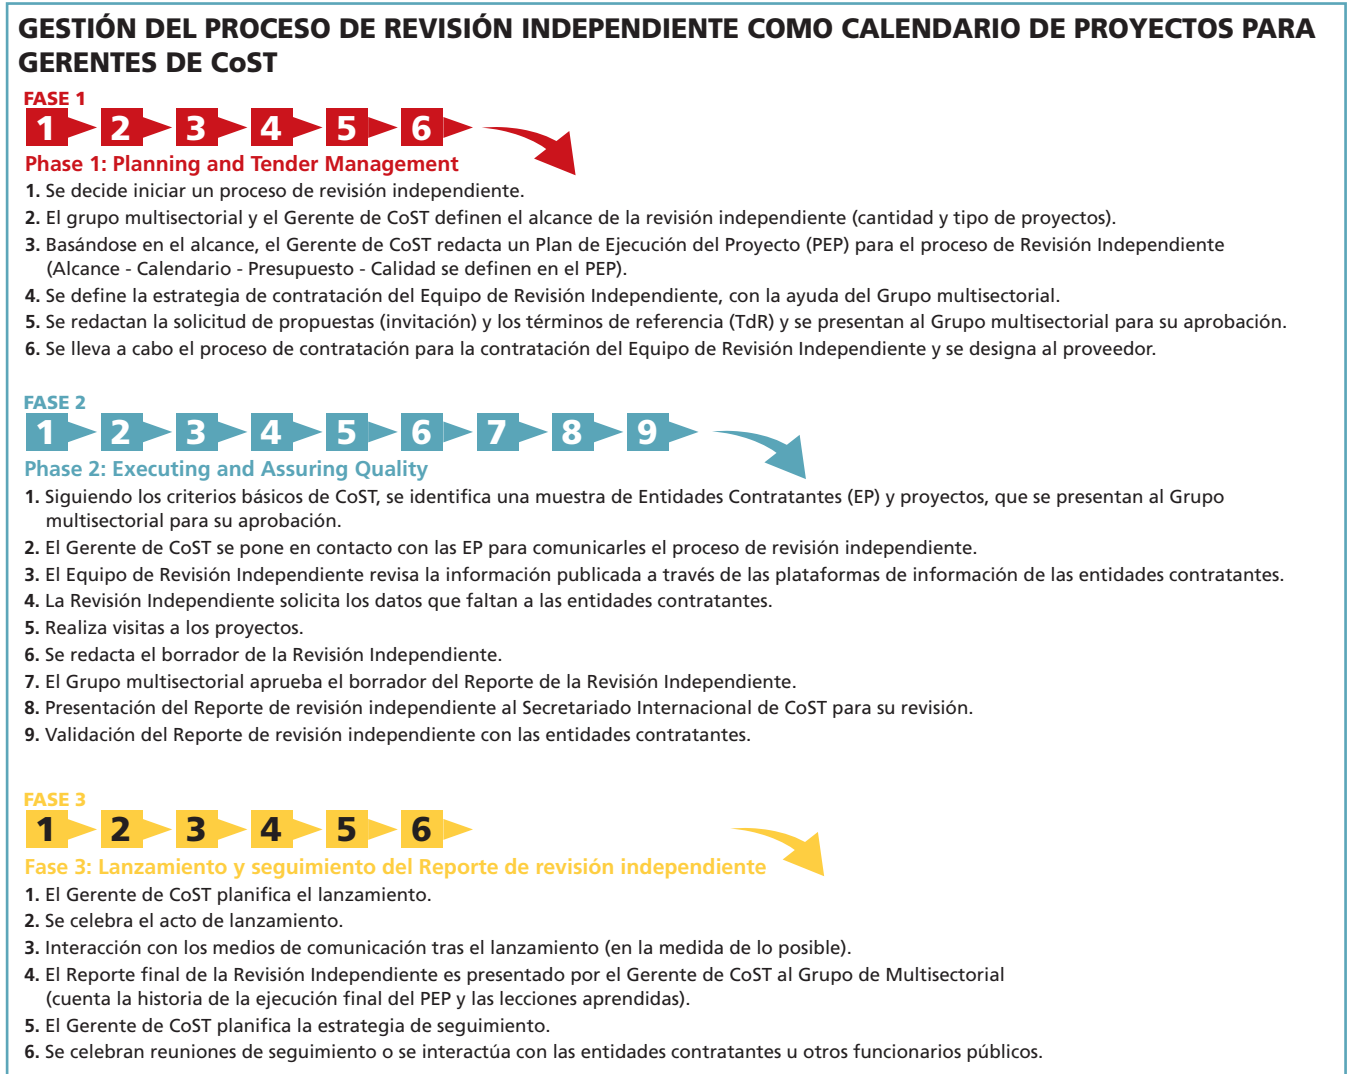 GESTIÓN DEL PROCESO DE REVISIÓN INDEPENDIENTE COMO CALENDARIO DE PROYECTOS PARA
GERENTES DE CoST
FASE 1
1 2 3 4 5 6
Phase 1: Planning and Tender Management
1. Se decide iniciar un proceso de revisión independiente.
2. El grupo multisectorial y el Gerente de CoST definen el alcance de la revisión independiente (cantidad y tipo de proyectos).
3. Basándose en el alcance, el Gerente de CoST redacta un Plan de Ejecución del Proyecto (PEP) para el proceso de Revisión Independiente
(Alcance - Calendario - Presupuesto - Calidad se definen en el PEP).
4. Se define la estrategia de contratación del Equipo de Revisión Independiente, con la ayuda del Grupo multisectorial.
5. Se redactan la solicitud de propuestas (invitación) y los términos de referencia (TdR) y se presentan al Grupo multisectorial para su aprobación.
6. Se lleva a cabo el proceso de contratación para la contratación del Equipo de Revisión Independiente y se designa al proveedor.
FASE 2
1 2 3 4 5 6 7 8 9
Phase 2: Executing and Assuring Quality
1. Siguiendo los criterios básicos de CoST, se identifica una muestra de Entidades Contratantes (EP) y proyectos, que se presentan al Grupo
multisectorial para su aprobación.
2. El Gerente de CoST se pone en contacto con las EP para comunicarles el proceso de revisión independiente.
3. El Equipo de Revisión Independiente revisa la información publicada a través de las plataformas de información de las entidades contratantes.
4. La Revisión Independiente solicita los datos que faltan a las entidades contratantes.
5. Realiza visitas a los proyectos.
6. Se redacta el borrador de la Revisión Independiente.
7. El Grupo multisectorial aprueba el borrador del Reporte de la Revisión Independiente.
8. Presentación del Reporte de revisión independiente al Secretariado Internacional de CoST para su revisión.
9. Validación del Reporte de revisión independiente con las entidades contratantes.
FASE 3
1 2 3 4 5 6
Fase 3: Lanzamiento y seguimiento del Reporte de revisión independiente
1. El Gerente de CoST planifica el lanzamiento.
2. Se celebra el acto de lanzamiento.
3. Interacción con los medios de comunicación tras el lanzamiento (en la medida de lo posible).
4. El Reporte final de la Revisión Independiente es presentado por el Gerente de CoST al Grupo de Multisectorial
(cuenta la historia de la ejecución final del PEP y las lecciones aprendidas).
5. El Gerente de CoST planifica la estrategia de seguimiento.
6. Se celebran reuniones de seguimiento o se interactúa con las entidades contratantes u otros funcionarios públicos.